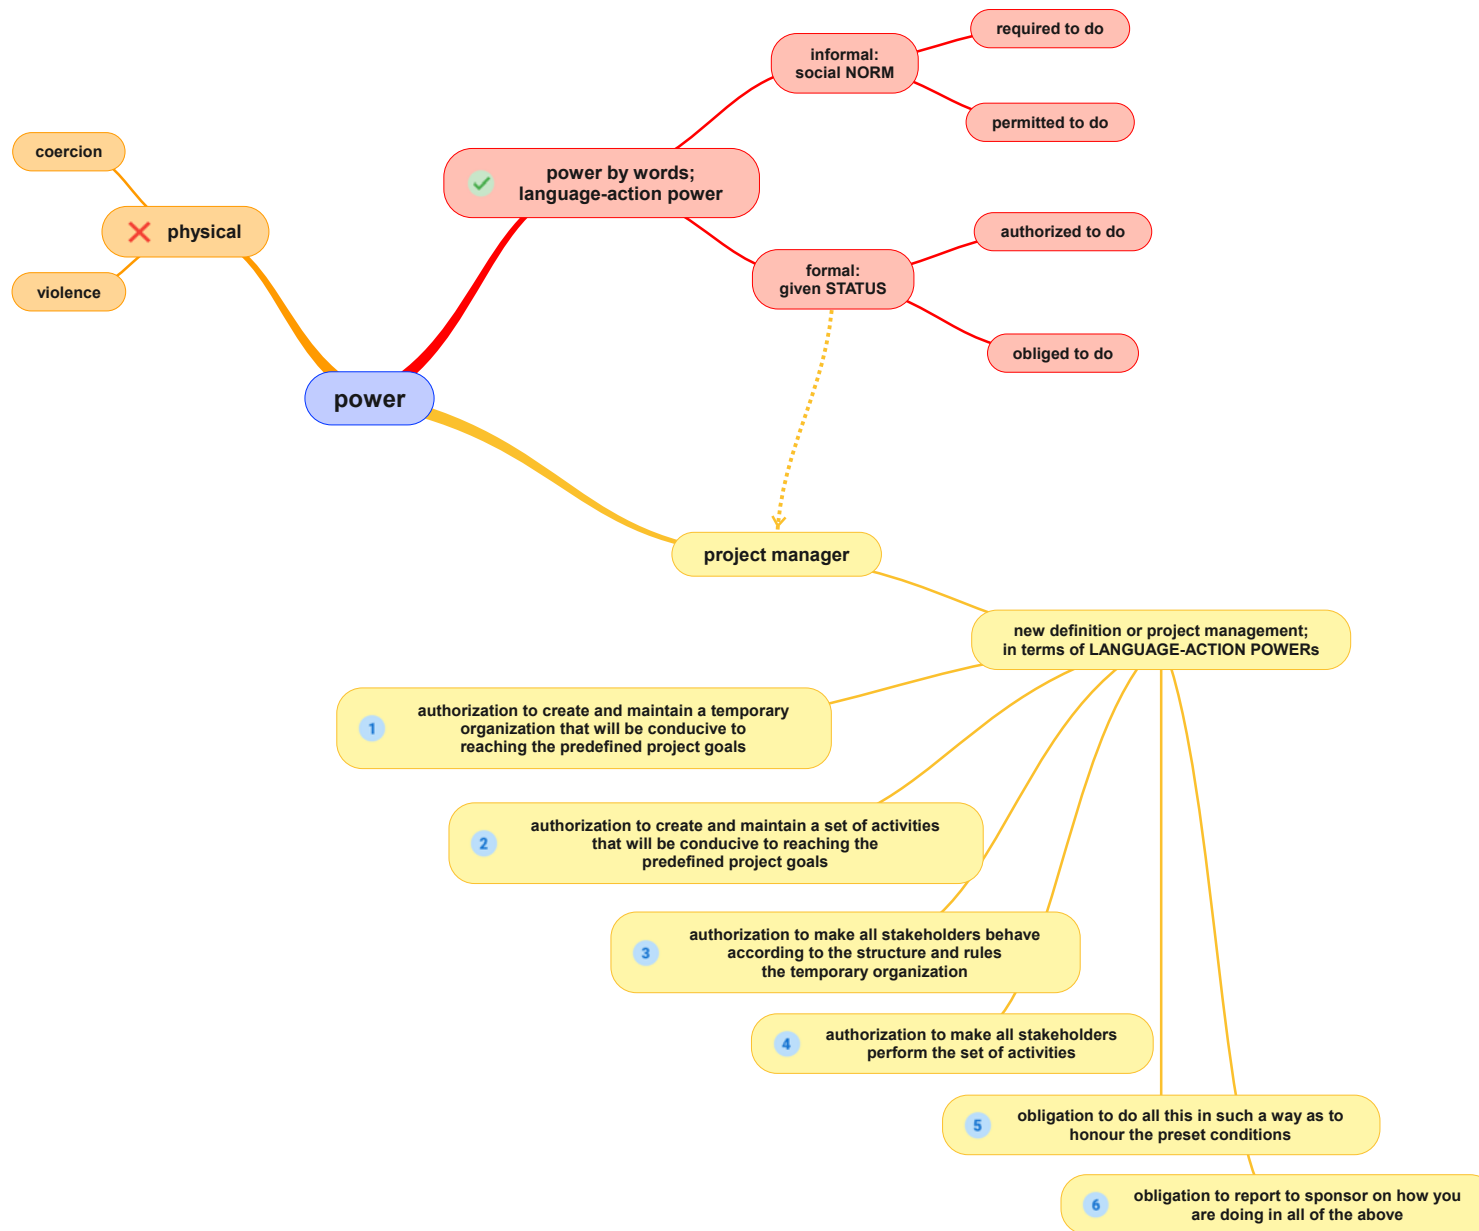 required to do
informal:
social NORM
permitted to do
coercion
power by words;
language-action power
physical
authorized to do
formal:
given STATUS
violence
obliged to do
power
project manager
new definition or project management;
in terms of LANGUAGE-ACTION POWERs
1
authorization to create and maintain a temporary
organization that will be conducive to
reaching the predefined project goals
2
authorization to create and maintain a set of activities
that will be conducive to reaching the
predefined project goals
3
authorization to make all stakeholders behave
according to the structure and rules
the temporary organization
4
authorization to make all stakeholders
perform the set of activities
5
obligation to do all this in such a way as to
honour the preset conditions
6
obligation to report to sponsor on how you
are doing in all of the above